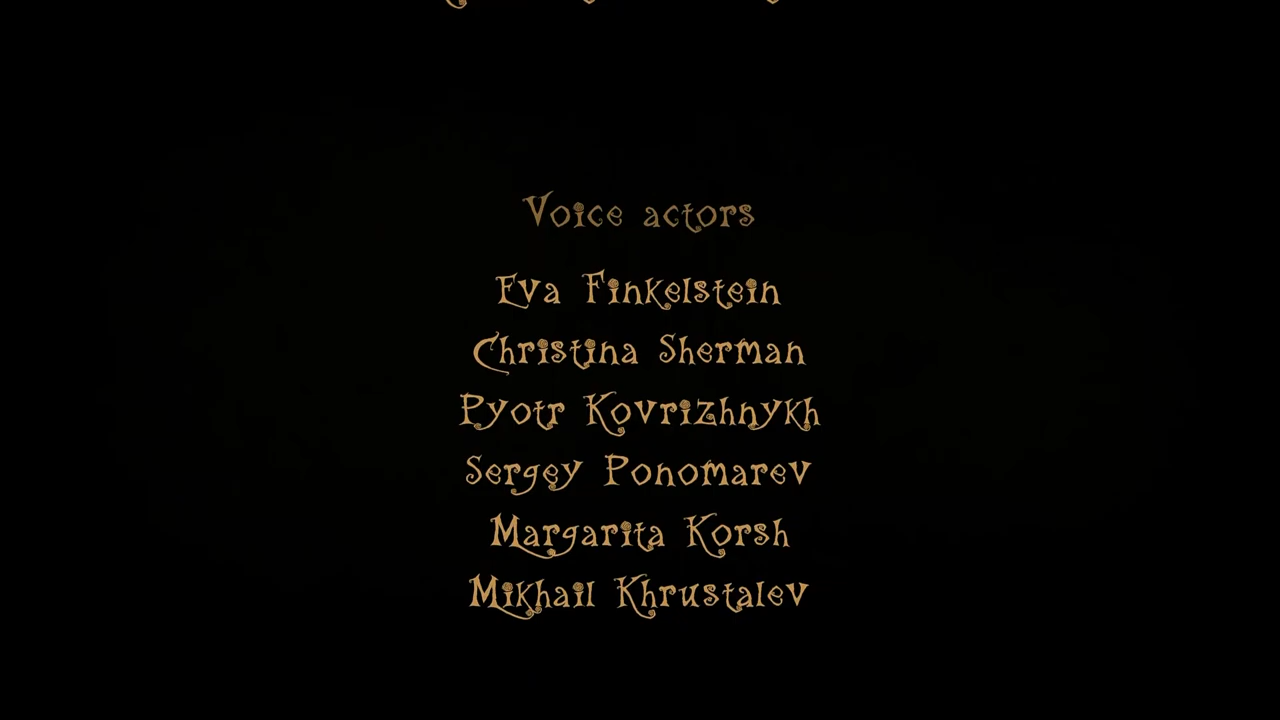 Voice actors
Eva Finkelstein
Christina Sherman
Pyotr Kovrizhnykh
Sergey Ponomarev
Margarita Korsh
Mikhail Khrustalev